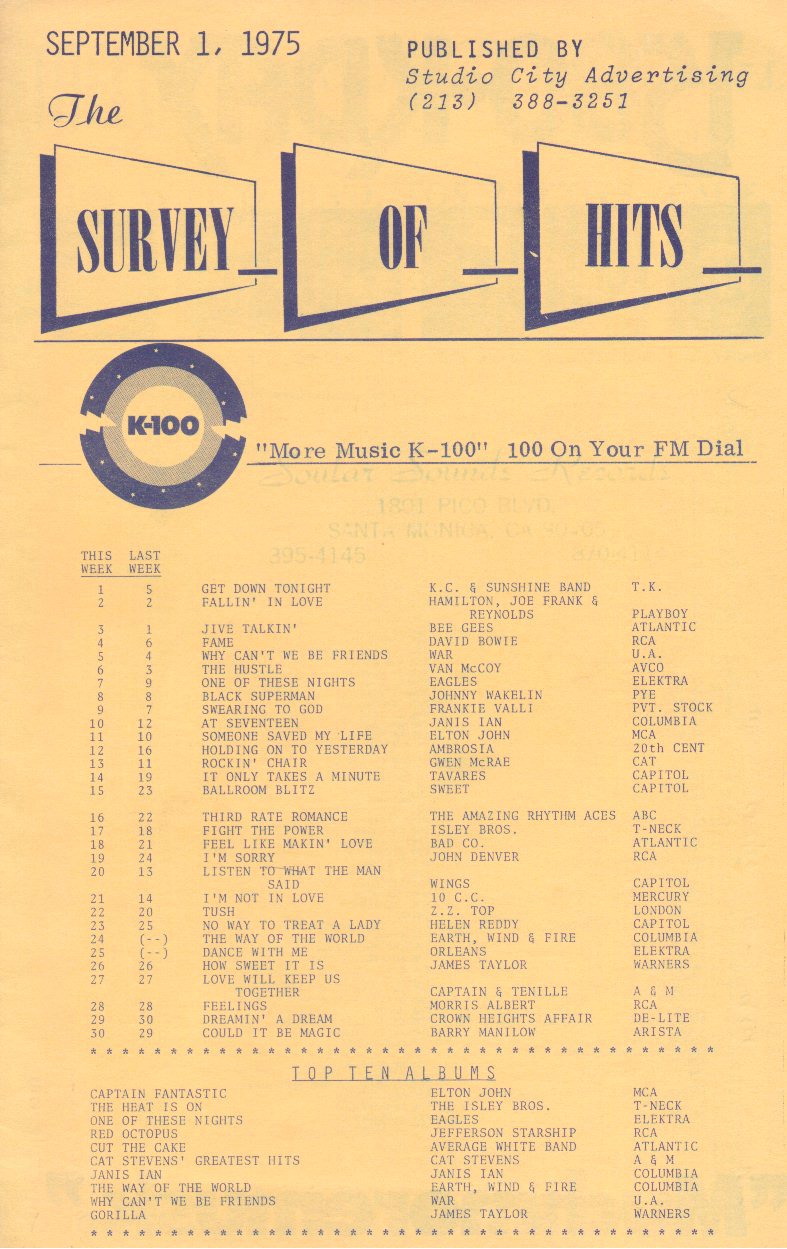 SEPTEMBER 1, 1975
PUBLISHED BY
Studio City Advertising
(213) 388-3251
The
SURVEY OF HITS
K-100
"More Music K-100" 100 On Your FM Dial
1801 PICO BLVD.
SANTA MONICA, CA
395-4145
THIS LAST
WEEK WEEK
1 5 GET DOWN TONIGHT K.C. & SUNSHINE BAND T.K.
2 2 FALLIN' IN LOVE HAMILTON, JOE FRANK &
REYNOLDS PLAYBOY
3 1 JIVE TALKIN' BEE GEES ATLANTIC
4 6 FAME DAVID BOWIE RCA
5 4 WHY CAN'T WE BE FRIENDS WAR U.A.
6 3 THE HUSTLE VAN McCOY AVCO
7 9 ONE OF THESE NIGHTS EAGLES ELEKTRA
8 8 BLACK SUPERMAN JOHNNY WAKELIN PYE
9 7 SWEARING TO GOD FRANKIE VALLI PVT. STOCK
10 12 AT SEVENTEEN JANIS IAN COLUMBIA
11 10 SOMEONE SAVED MY LIFE ELTON JOHN MCA
12 16 HOLDING ON TO YESTERDAY AMBROSIA 20th CENT
13 11 ROCKIN' CHAIR GWEN McRAE CAT
14 19 IT ONLY TAKES A MINUTE TAVARES CAPITOL
15 23 BALLROOM BLITZ SWEET CAPITOL
16 22 THIRD RATE ROMANCE THE AMAZING RHYTHM ACES ABC
17 18 FIGHT THE POWER ISLEY BROS. T-NECK
18 21 FEEL LIKE MAKIN' LOVE BAD CO. ATLANTIC
19 24 I'M SORRY JOHN DENVER RCA
20 13 LISTEN TO WHAT THE MAN
SAID WINGS CAPITOL
21 14 I'M NOT IN LOVE 10 C.C. MERCURY
22 20 TUSH Z.Z. TOP LONDON
23 25 NO WAY TO TREAT A LADY HELEN REDDY CAPITOL
24 (--) THE WAY OF THE WORLD EARTH, WIND & FIRE COLUMBIA
25 (--) DANCE WITH ME ORLEANS ELEKTRA
26 26 HOW SWEET IT IS JAMES TAYLOR WARNERS
27 27 LOVE WILL KEEP US
TOGETHER CAPTAIN & TENILLE A & M
28 28 FEELINGS MORRIS ALBERT RCA
29 30 DREAMIN' A DREAM CROWN HEIGHTS AFFAIR DE-LITE
30 29 COULD IT BE MAGIC BARRY MANILOW ARISTA
* * * * * * * * * * * * * * * * * * * * * * * * * * * * * * * * * * * * * * *
TOP TEN ALBUMS
CAPTAIN FANTASTIC ELTON JOHN MCA
THE HEAT IS ON THE ISLEY BROS. T-NECK
ONE OF THESE NIGHTS EAGLES ELEKTRA
RED OCTOPUS JEFFERSON STARSHIP RCA
CUT THE CAKE AVERAGE WHITE BAND ATLANTIC
CAT STEVENS' GREATEST HITS CAT STEVENS A & M
JANIS IAN JANIS IAN COLUMBIA
THE WAY OF THE WORLD EARTH, WIND & FIRE COLUMBIA
WHY CAN'T WE BE FRIENDS WAR U.A.
GORILLA JAMES TAYLOR WARNERS
* * * * * * * * * * * * * * * * * * * * * * * * * * * * * * * * * * * * * * *